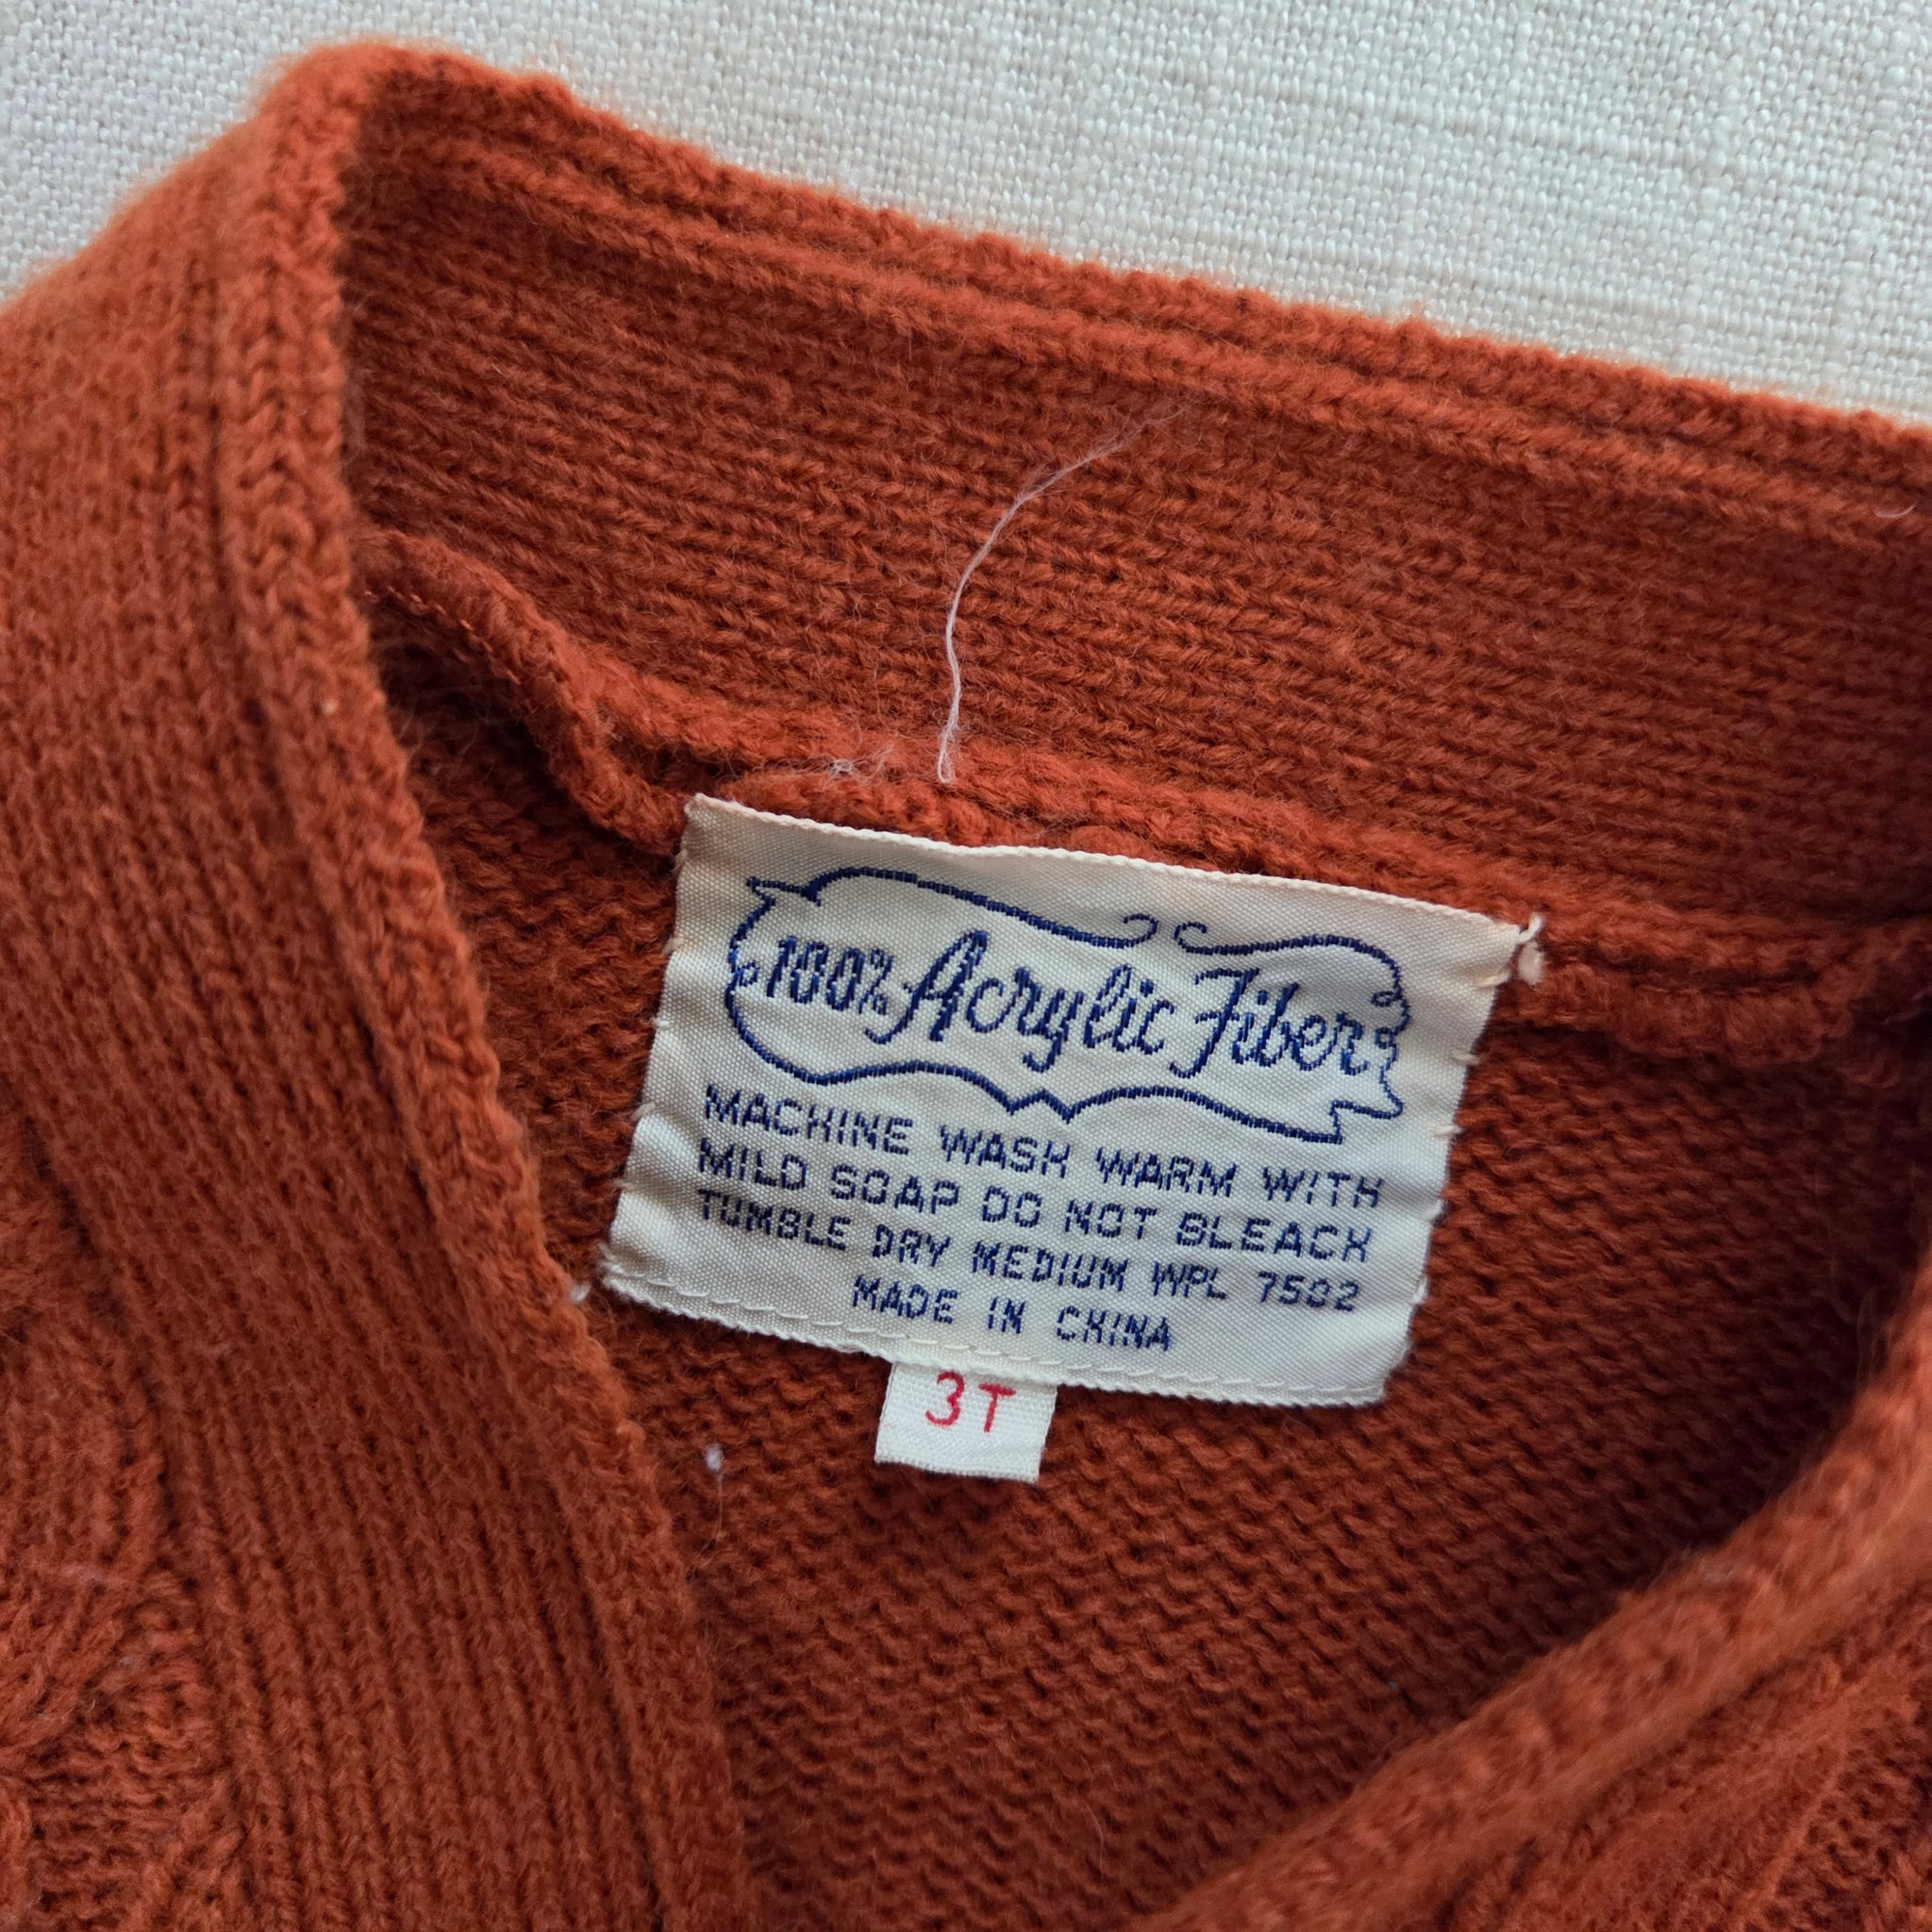 100% Acrylic Fiber
MACHINE WASH WARM WITH
MILD SOAP DO NOT BLEACH
TUMBLE DRY MEDIUM WPL 7502
MADE IN CHINA
3T